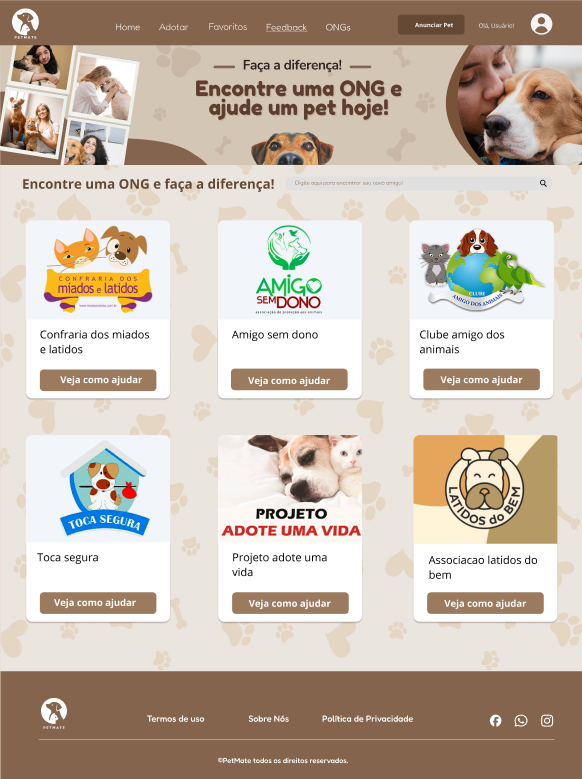 PETMATE
Home
Adotar
Favoritos
Feedback
ONGs
Anunciar Pet
Olá, Usuário!
Faça a diferença!
Encontre uma ONG e
ajude um pet hoje!
Encontre uma ONG e faça a diferença!
Digite aqui para encontrar seu novo amigo!
CONFRARIA DOS
miados e latidos
AMIGO
SEM DONO
associação de proteção aos animais
CLUBE
AMIGO DOS ANIMAIS
Confraria dos miados
e latidos
Amigo sem dono
Clube amigo dos
animais
Veja como ajudar
Veja como ajudar
Veja como ajudar
TOCA SEGURA
PROJETO
ADOTE UMA VIDA
LATIDOS do BEM
Toca segura
Projeto adote uma
vida
Associacao latidos do
bem
Veja como ajudar
Veja como ajudar
Veja como ajudar
PETMATE
Termos de uso
Sobre Nós
Política de Privacidade
©PetMate todos os direitos reservados.